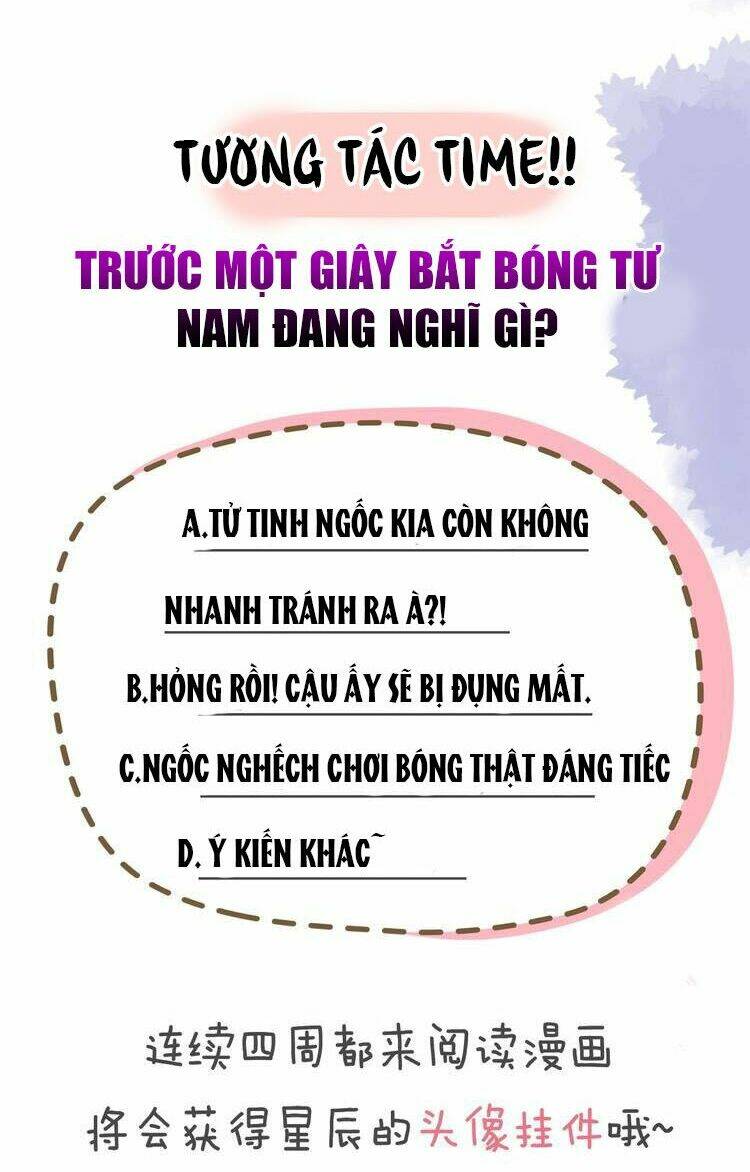 TƯƠNG TÁC TIME!!
TRƯỚC MỘT GIÂY BẮT BÓNG TƯ
NAM ĐANG NGHĨ GÌ?
A.TỬ TINH NGỐC KIA CÒN KHÔNG
NHANH TRÁNH RA À?!
B.HỎNG RỒI! CẬU ẤY SẼ BỊ ĐỤNG MẤT.
C.NGỐC NGHẾCH CHƠI BÓNG THẬT ĐÁNG TIẾC
D. Ý KIẾN KHÁC~
连续四周都来阅读漫画
将会获得星辰的头像挂件哦~